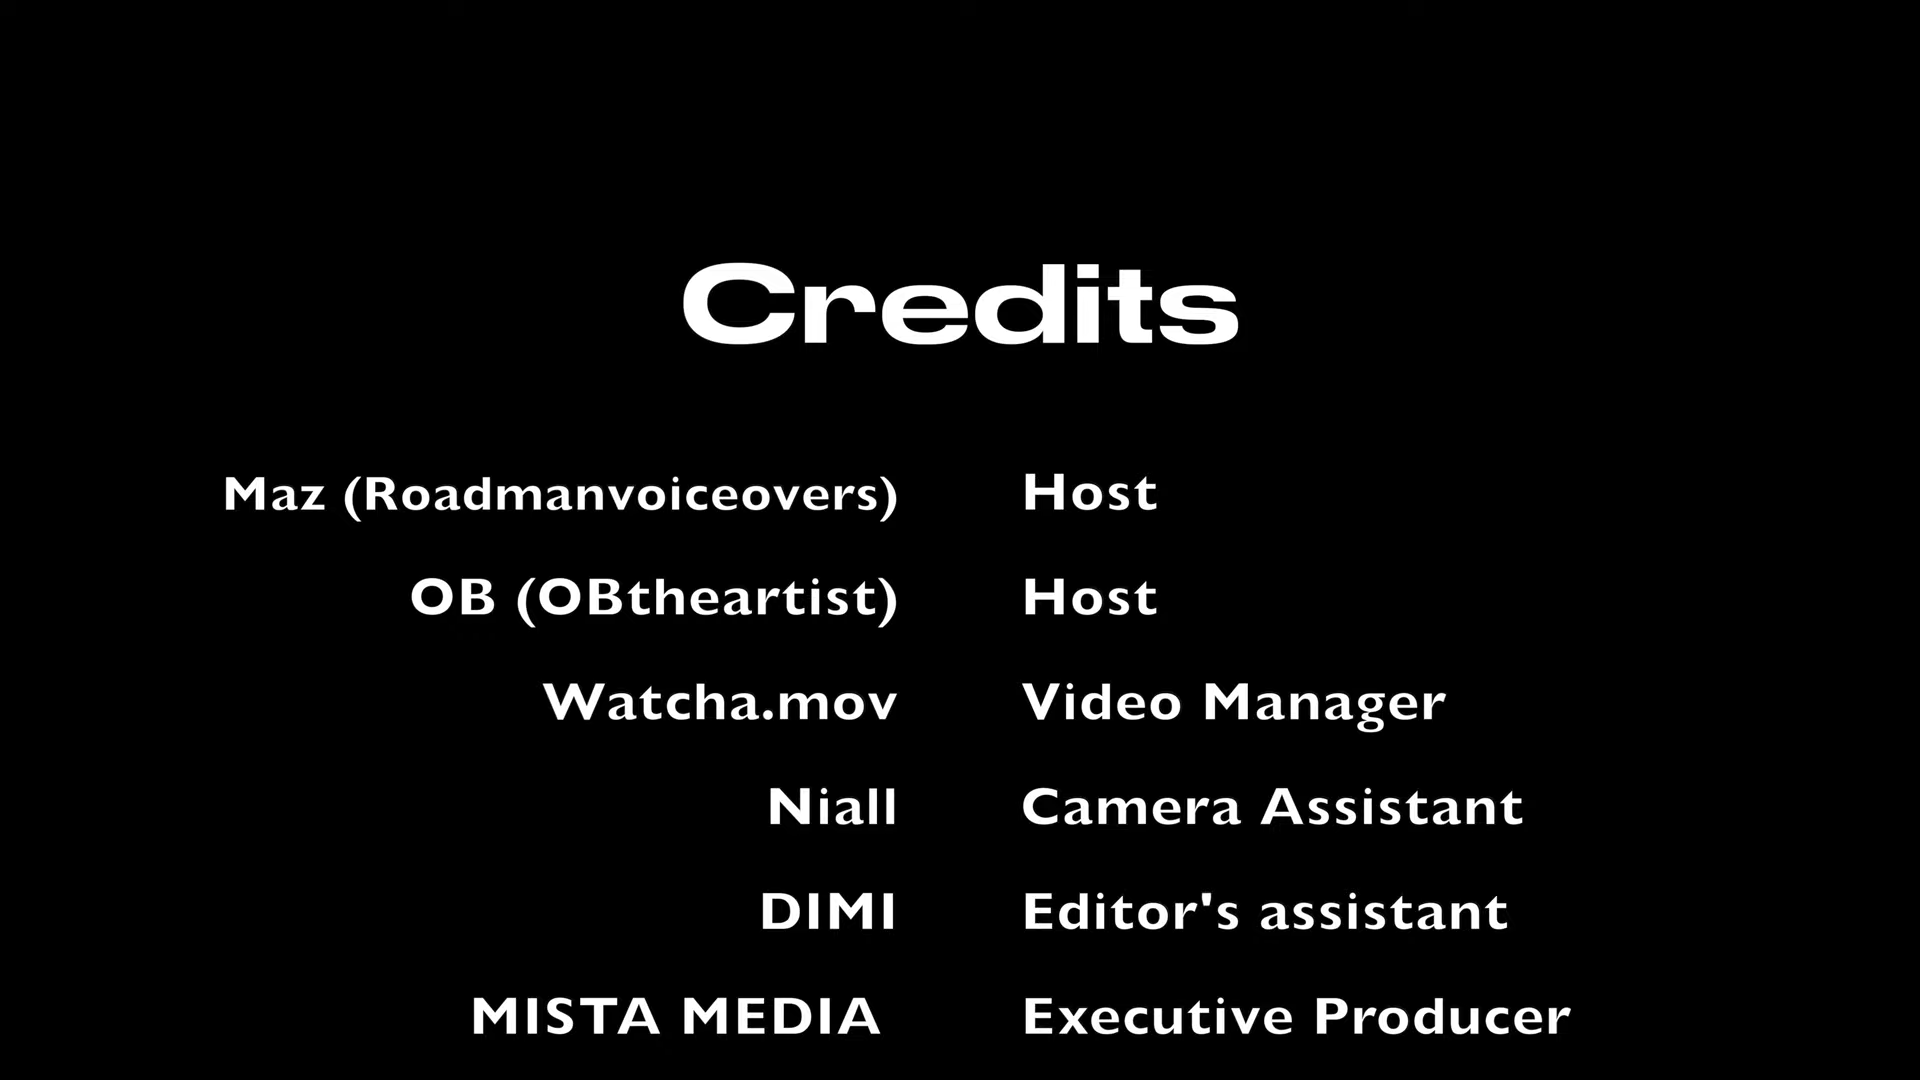 Credits
Maz (Roadmanvoiceovers) Host
OB (OBtheartist) Host
Watcha.mov Video Manager
Niall Camera Assistant
DIMI Editor's assistant
MISTA MEDIA Executive Producer